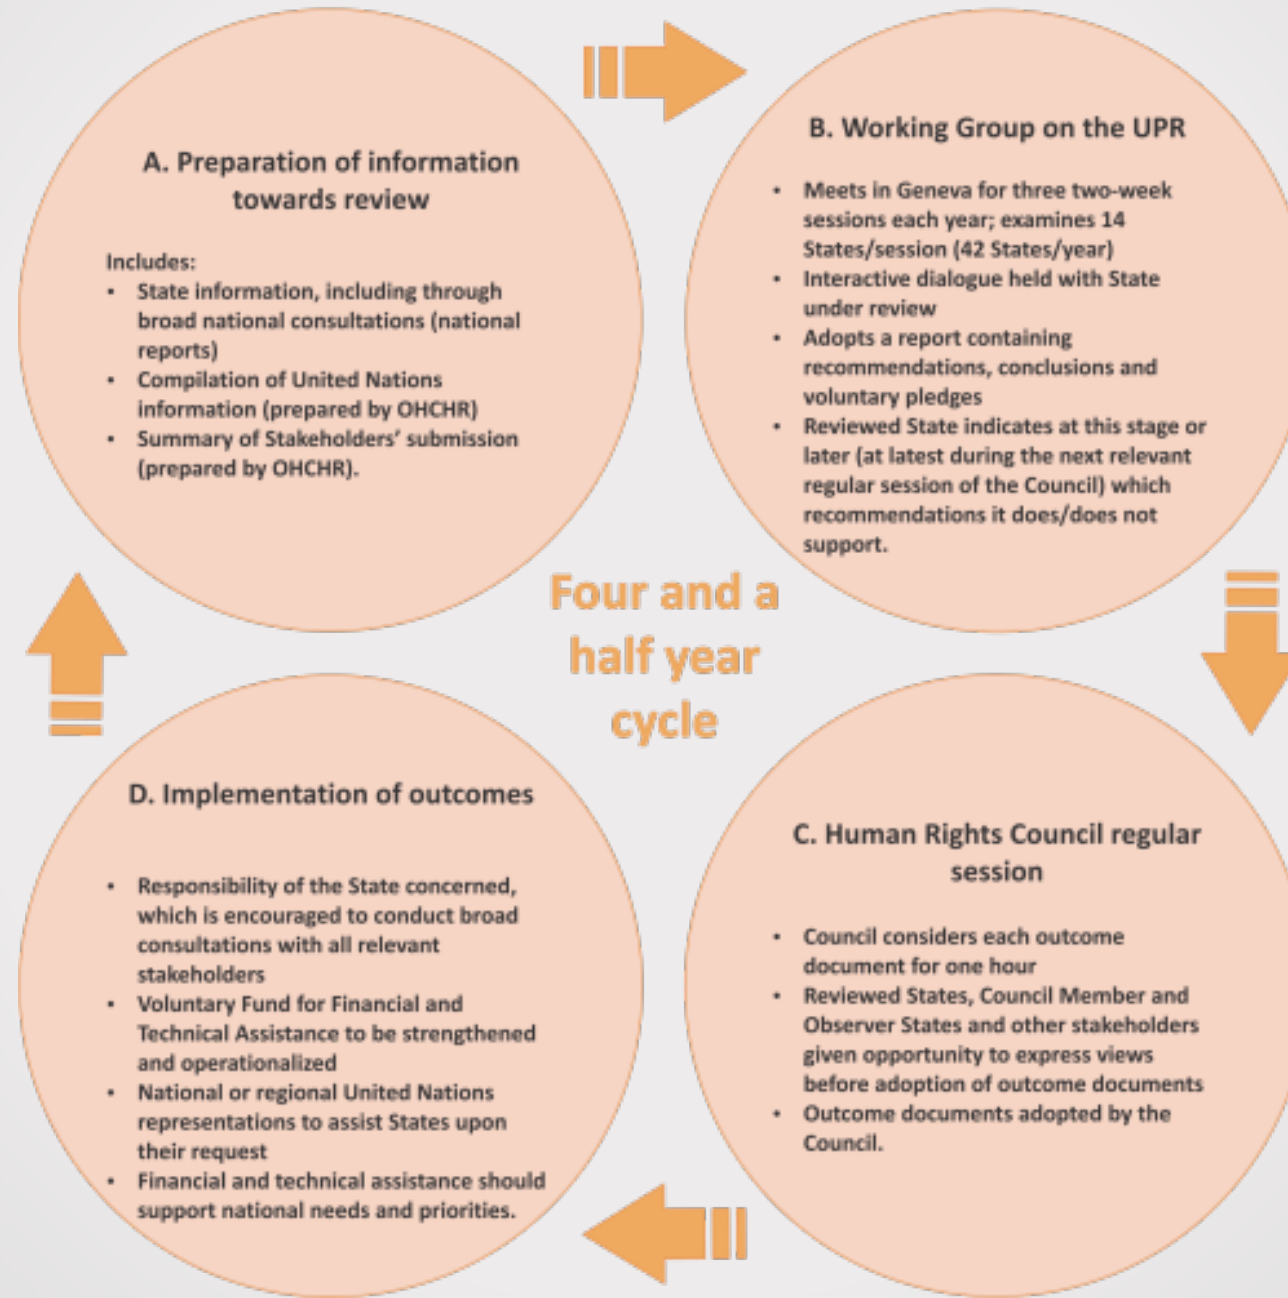 A. Preparation of information
towards review
Includes:
• State information, including through
broad national consultations (national
reports)
• Compilation of United Nations
information (prepared by OHCHR)
• Summary of Stakeholders' submission
(prepared by OHCHR).
B. Working Group on the UPR
• Meets in Geneva for three two-week
sessions each year; examines 14
States/session (42 States/year)
• Interactive dialogue held with State
under review
• Adopts a report containing
recommendations, conclusions and
voluntary pledges
• Reviewed State indicates at this stage or
later (at latest during the next relevant
regular session of the Council) which
recommendations it does/does not
support.
Four and a
half year
cycle
C. Human Rights Council regular
session
• Council considers each outcome
document for one hour
• Reviewed States, Council Member and
Observer States and other stakeholders
given opportunity to express views
before adoption of outcome documents
• Outcome documents adopted by the
Council.
D. Implementation of outcomes
• Responsibility of the State concerned,
which is encouraged to conduct broad
consultations with all relevant
stakeholders
• Voluntary Fund for Financial and
Technical Assistance to be strengthened
and operationalized
• National or regional United Nations
representations to assist States upon
their request
• Financial and technical assistance should
support national needs and priorities.